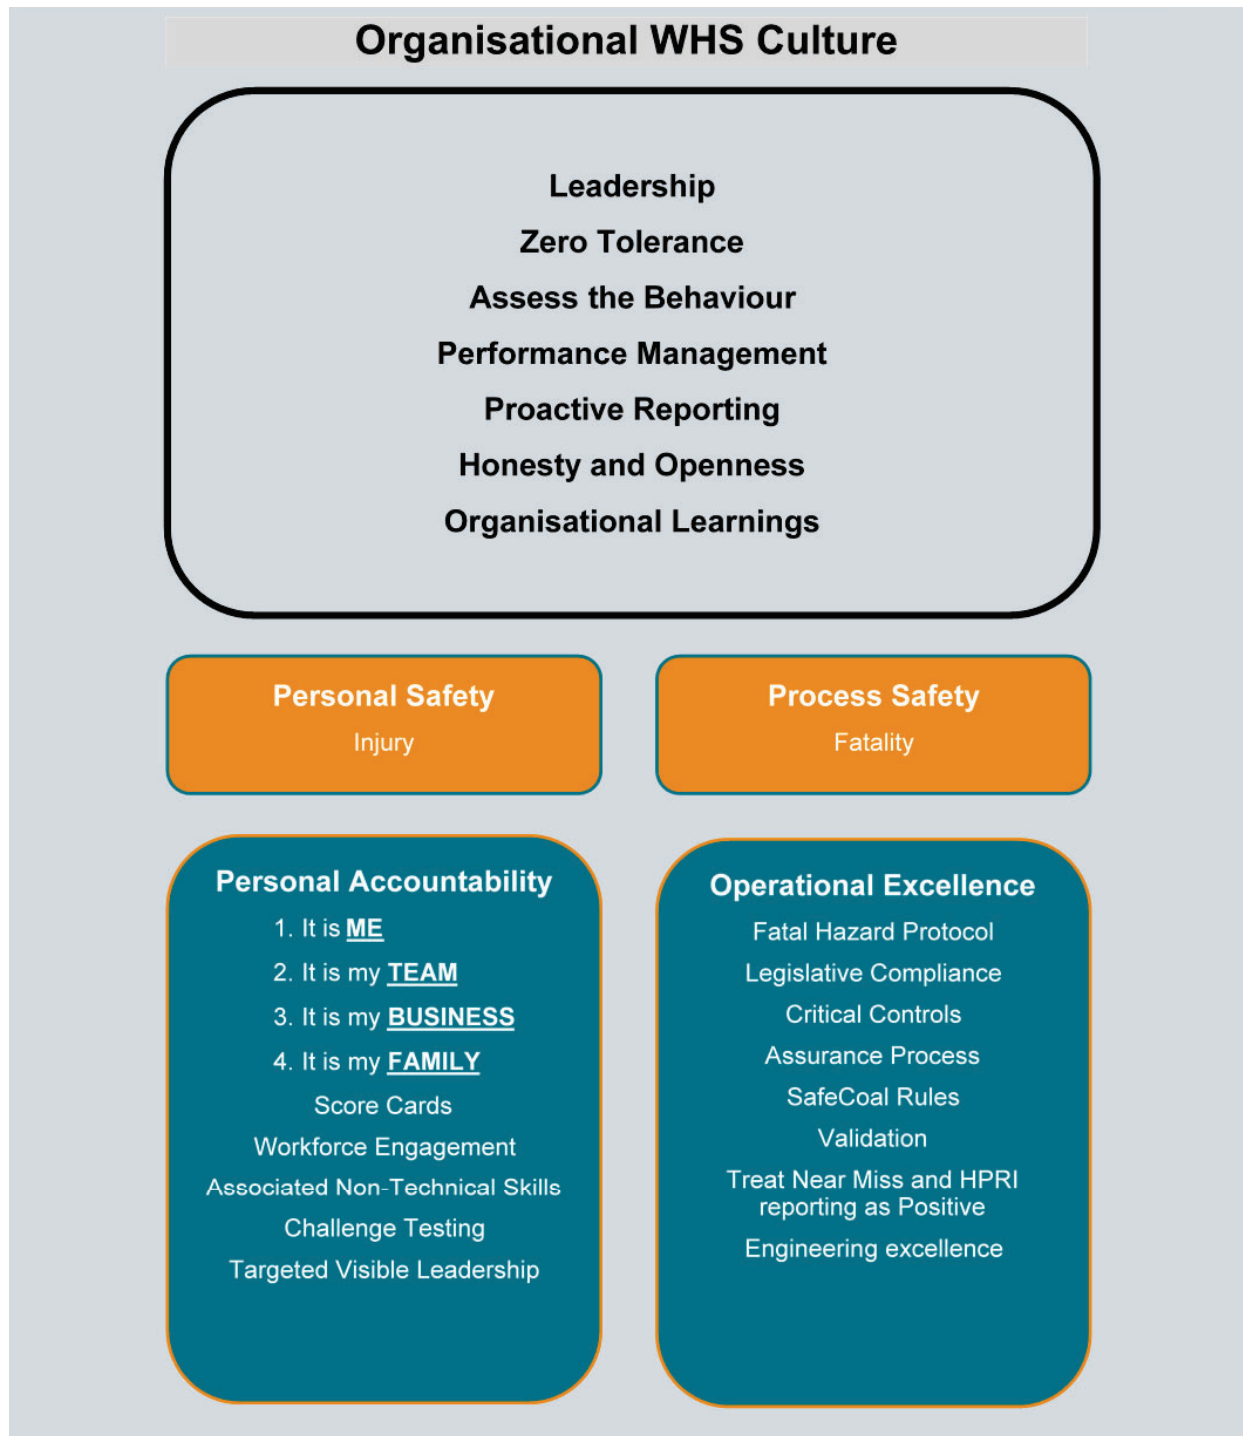 Organisational WHS Culture
Leadership
Zero Tolerance
Assess the Behaviour
Performance Management
Proactive Reporting
Honesty and Openness
Organisational Learnings
Personal Safety
Injury
Process Safety
Fatality
Personal Accountability
1. It is ME
2. It is my TEAM
3. It is my BUSINESS
4. It is my FAMILY
Score Cards
Workforce Engagement
Associated Non-Technical Skills
Challenge Testing
Targeted Visible Leadership
Operational Excellence
Fatal Hazard Protocol
Legislative Compliance
Critical Controls
Assurance Process
SafeCoal Rules
Validation
Treat Near Miss and HPRI
reporting as Positive
Engineering excellence